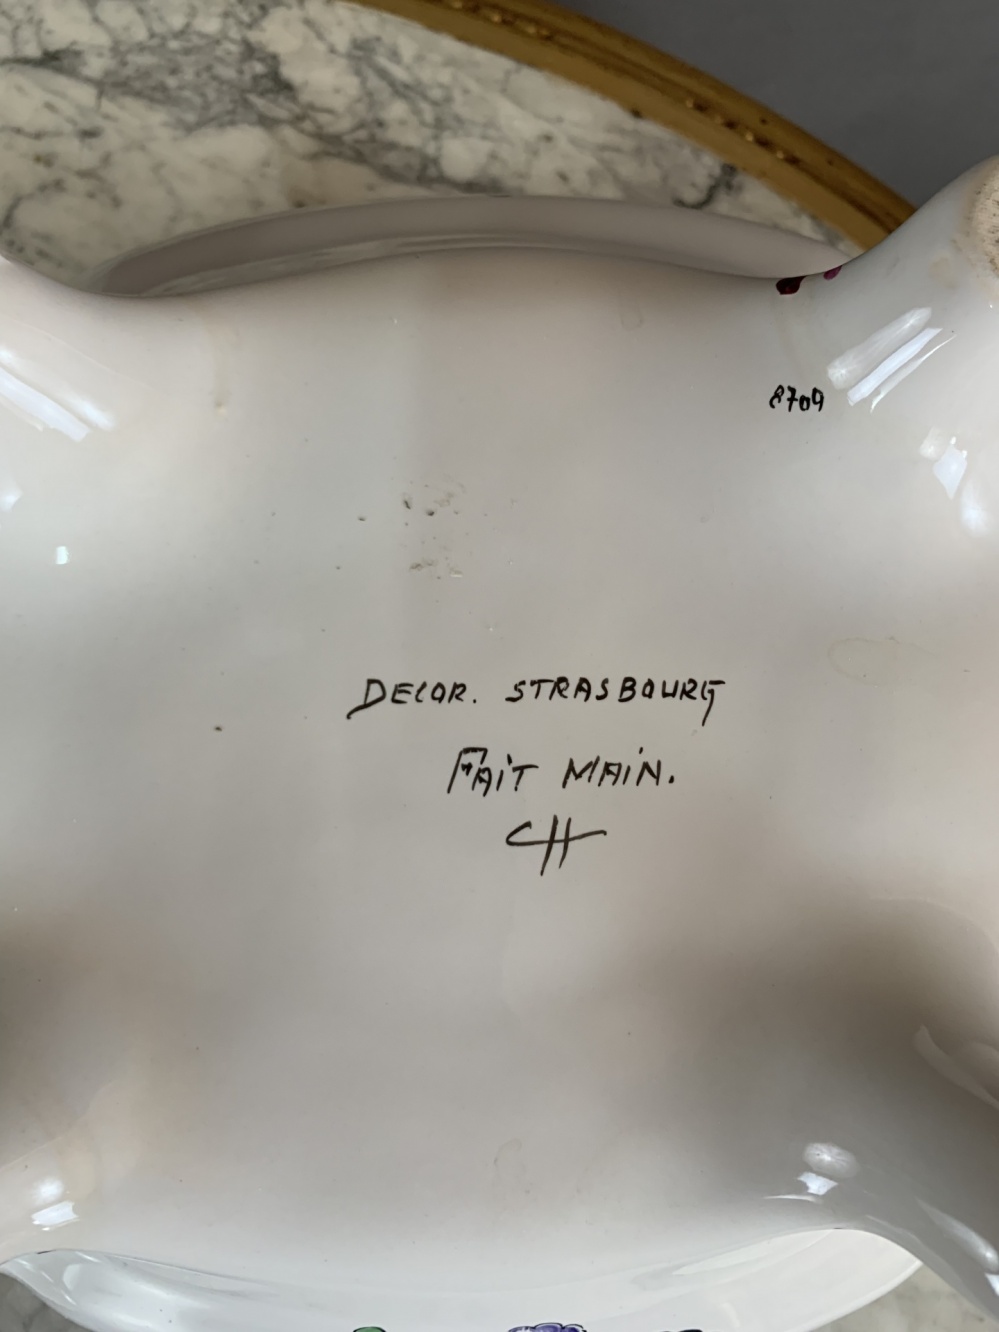 8709
DECOR. STRASBOURG
FAIT MAIN.
CH